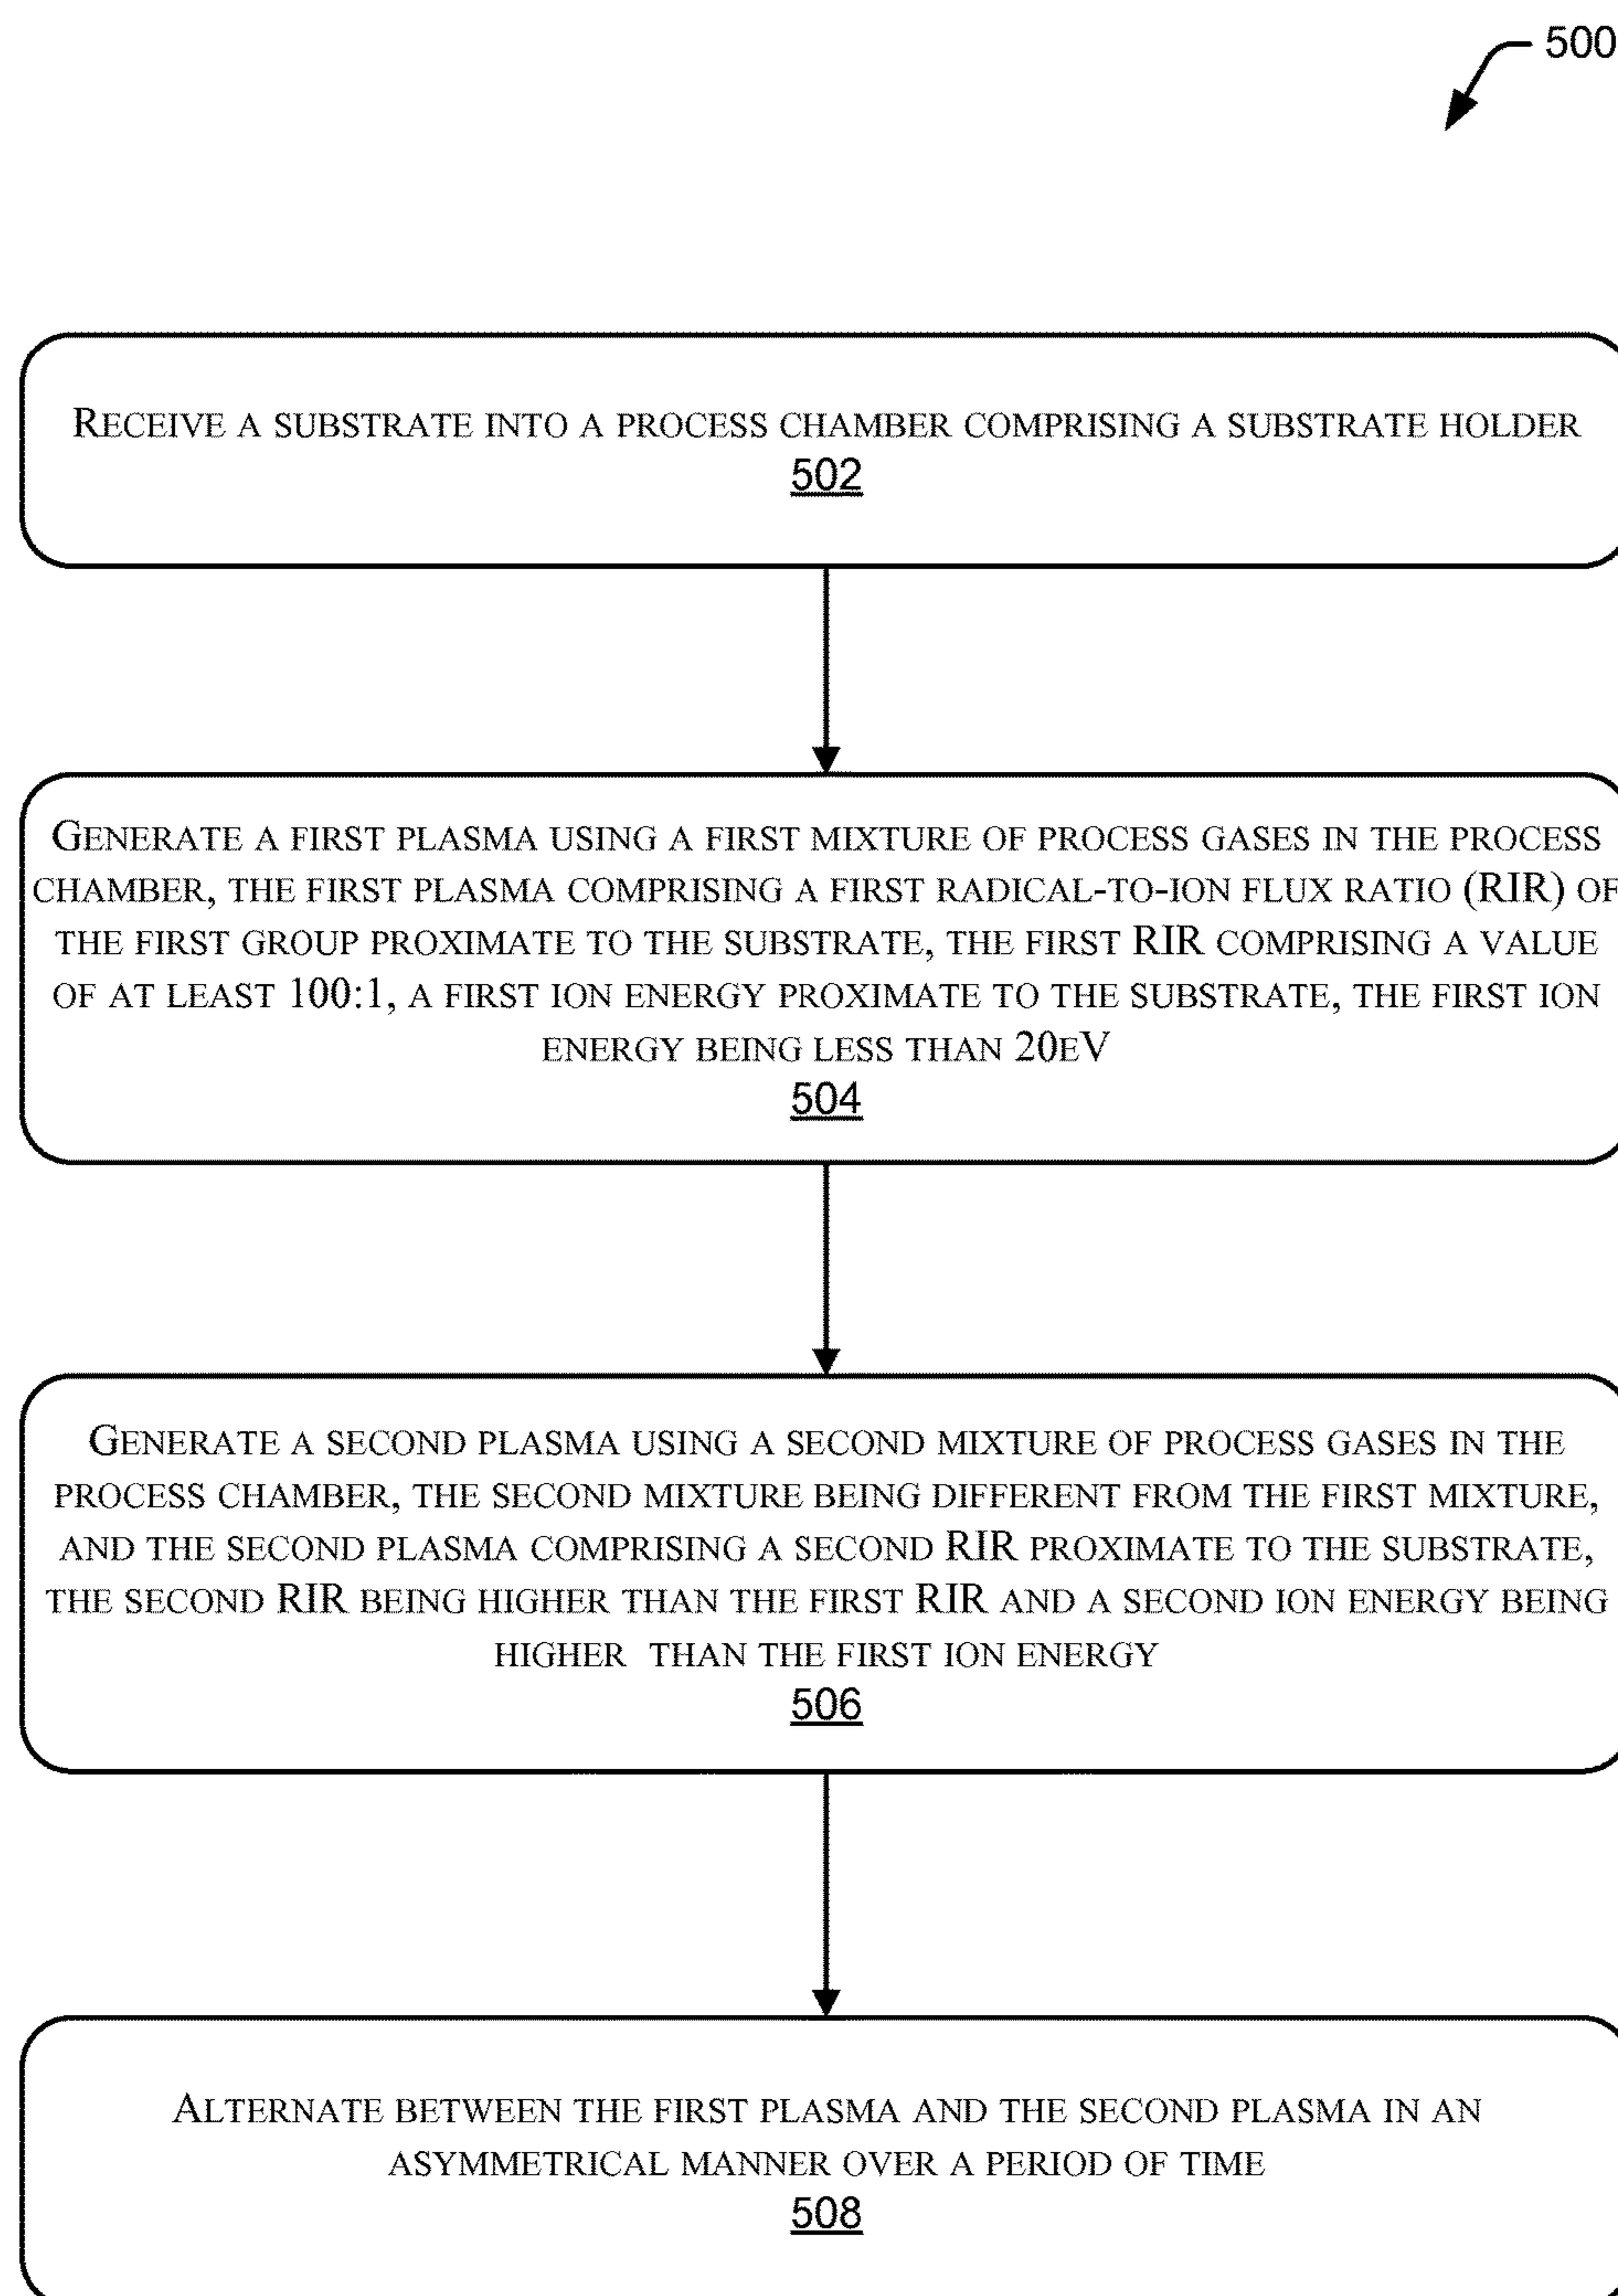 500
RECEIVE A SUBSTRATE INTO A PROCESS CHAMBER COMPRISING A SUBSTRATE HOLDER
502
GENERATE A FIRST PLASMA USING A FIRST MIXTURE OF PROCESS GASES IN THE PROCESS
CHAMBER, THE FIRST PLASMA COMPRISING A FIRST RADICAL-TO-ION FLUX RATIO (RIR) OF
THE FIRST GROUP PROXIMATE TO THE SUBSTRATE, THE FIRST RIR COMPRISING A VALUE
OF AT LEAST 100:1, A FIRST ION ENERGY PROXIMATE TO THE SUBSTRATE, THE FIRST ION
ENERGY BEING LESS THAN 20EV
504
GENERATE A SECOND PLASMA USING A SECOND MIXTURE OF PROCESS GASES IN THE
PROCESS CHAMBER, THE SECOND MIXTURE BEING DIFFERENT FROM THE FIRST MIXTURE,
AND THE SECOND PLASMA COMPRISING A SECOND RIR PROXIMATE TO THE SUBSTRATE,
THE SECOND RIR BEING HIGHER THAN THE FIRST RIR AND A SECOND ION ENERGY BEING
HIGHER THAN THE FIRST ION ENERGY
506
ALTERNATE BETWEEN THE FIRST PLASMA AND THE SECOND PLASMA IN AN
ASYMMETRICAL MANNER OVER A PERIOD OF TIME
508